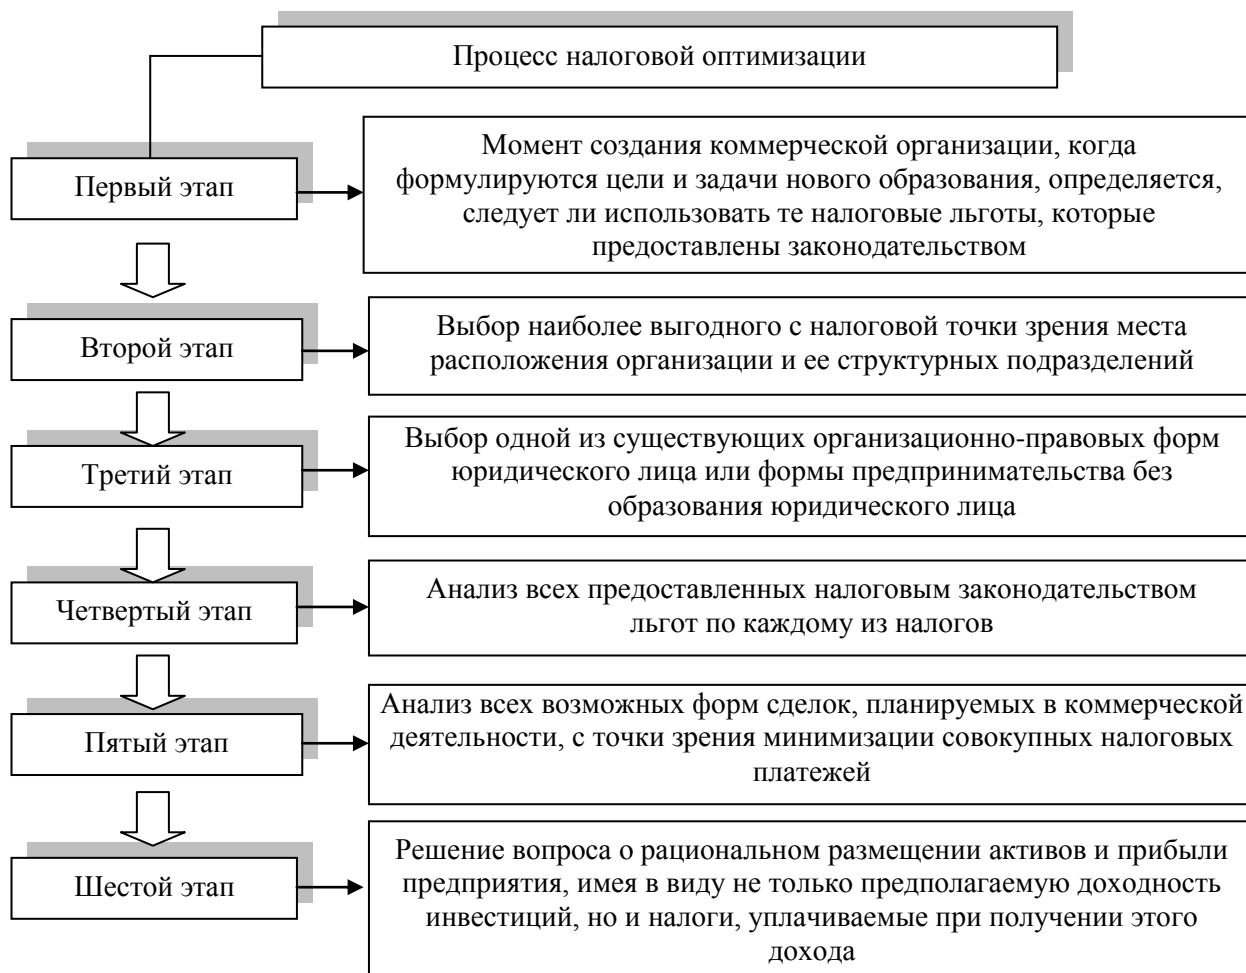 Процесс налоговой оптимизации
Первый этап
Момент создания коммерческой организации, когда
формулируются цели и задачи нового образования, определяется,
следует ли использовать те налоговые льготы, которые
предоставлены законодательством
Второй этап
Выбор наиболее выгодного с налоговой точки зрения места
расположения организации и ее структурных подразделений
Третий этап
Выбор одной из существующих организационно-правовых форм
юридического лица или формы предпринимательства без
образования юридического лица
Четвертый этап
Анализ всех предоставленных налоговым законодательством
льгот по каждому из налогов
Пятый этап
Анализ всех возможных форм сделок, планируемых в коммерческой
деятельности, с точки зрения минимизации совокупных налоговых
платежей
Шестой этап
Решение вопроса о рациональном размещении активов и прибыли
предприятия, имея в виду не только предполагаемую доходность
инвестиций, но и налоги, уплачиваемые при получении этого
дохода